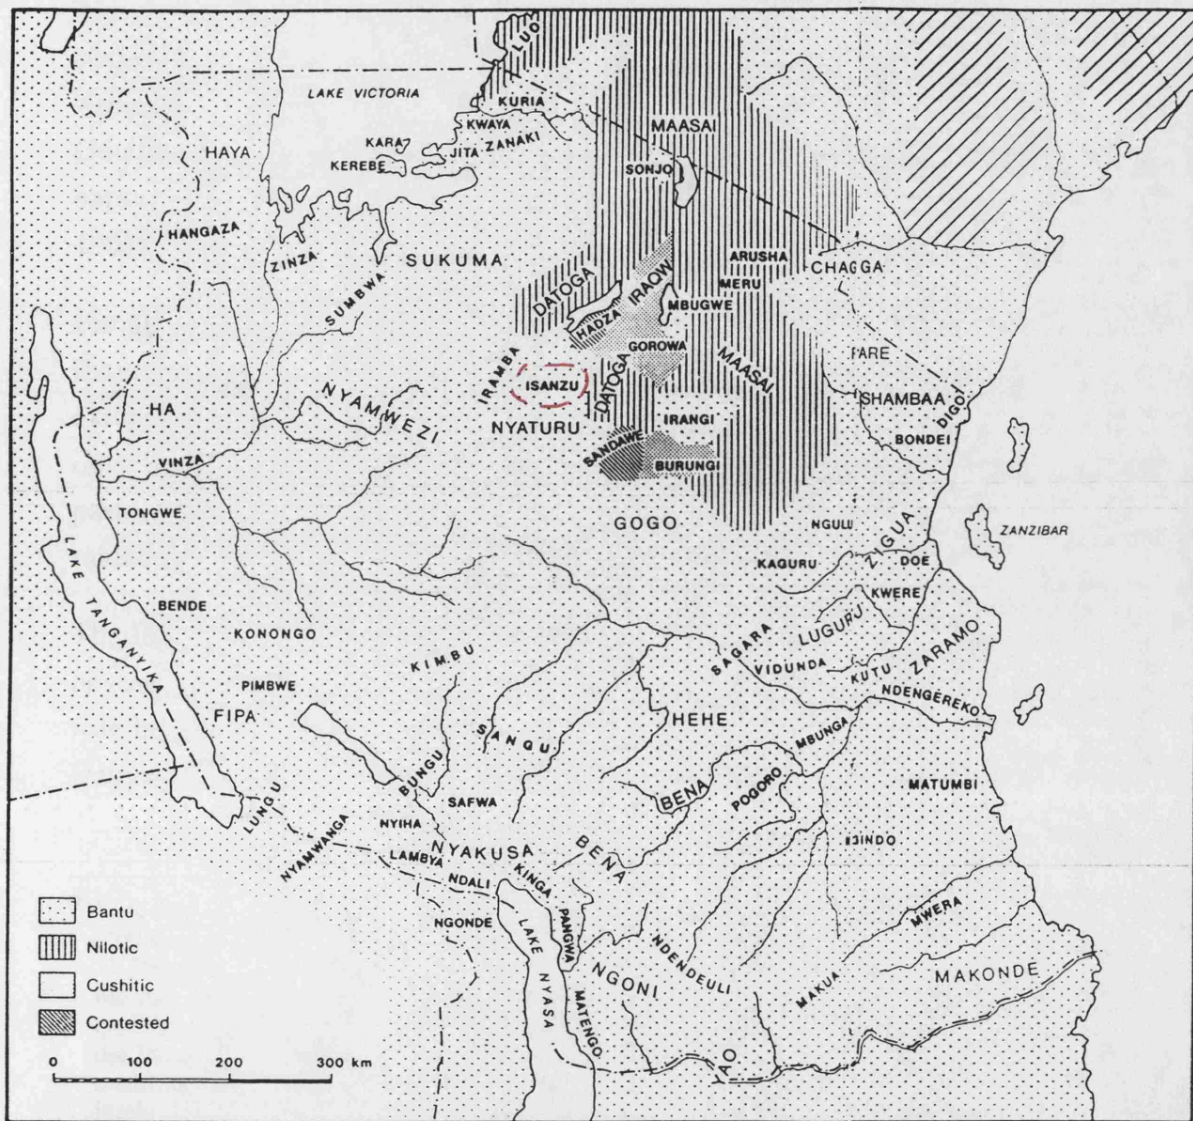 LUO
LAKE VICTORIA
KURIA
KWAYA
MAASAI
KARA
JITA
ZANAKI
HAYA
KEREBE
SONJO
HANGAZA
ZINZA
SUKUMA
ARUSHA
CHAGGA
DATOGA
IRAQW
MERU
SUMBWA
MBUGWE
HADZA
GOROWA
PARE
IRAMBA
ISANZU
DATOGA
MAASAI
NYAMWEZI
SHAMBAA
DIGO
HA
IRANGI
NYATURU
BONDEI
SANDAWE
BURUNGI
VINZA
TONGWE
GOGO
NGULU
ZIGUA
ZANZIBAR
LAKE TANGANYIKA
KAGURU
DOE
KWERE
BENDE
KONONGO
LUGURU
KIMBU
SAGARA
VIDUNDA
KUTU
ZARAMO
PIMBWE
NDENGEREKO
FIPA
HEHE
SANGU
MBUNGA
BUNGU
MATUMBI
BENA
POGORO
SAFWA
LUNGU
NYIHA
NYAMWANGA
NYAKUSA
BENA
LAMBYA
KINGA
NDALI
Bantu
NGONDE
PANGWA
MWERA
Nilotic
LAKE NYASA
NDENDEULI
NGONI
MAKUA
MAKONDE
Cushitic
MATENGO
Contested
YAO
0 100 200 300 km